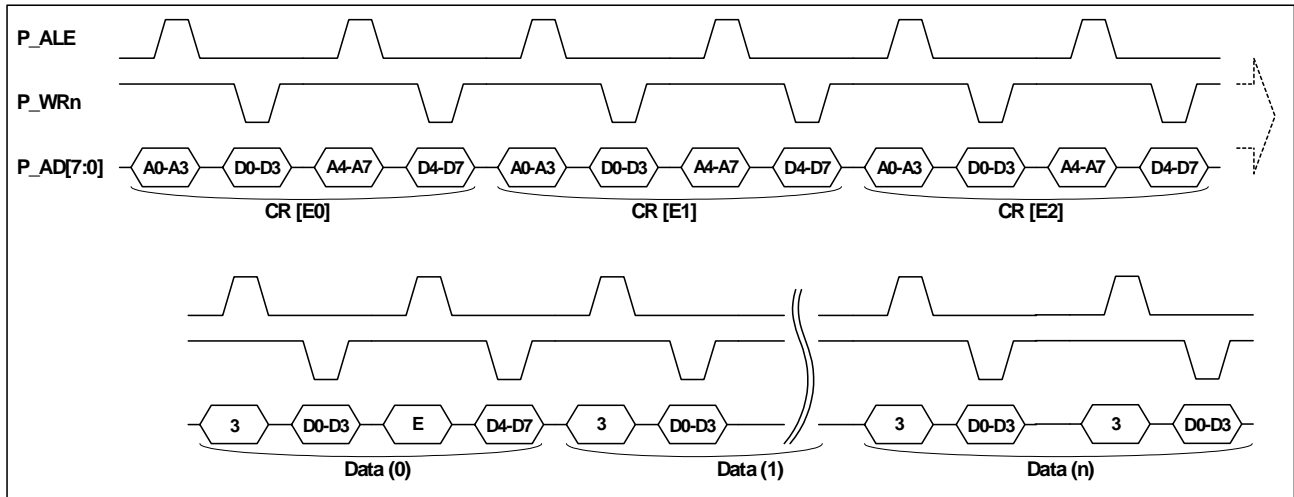 P_ALE
P_WRn
P_AD[7:0] A0-A3 D0-D3 A4-A7 D4-D7 A0-A3 D0-D3 A4-A7 D4-D7 A0-A3 D0-D3 A4-A7 D4-D7
CR [E0] CR [E1] CR [E2]
3 D0-D3 E D4-D7 3 D0-D3 3 D0-D3 3 D0-D3
Data (0) Data (1) Data (n)